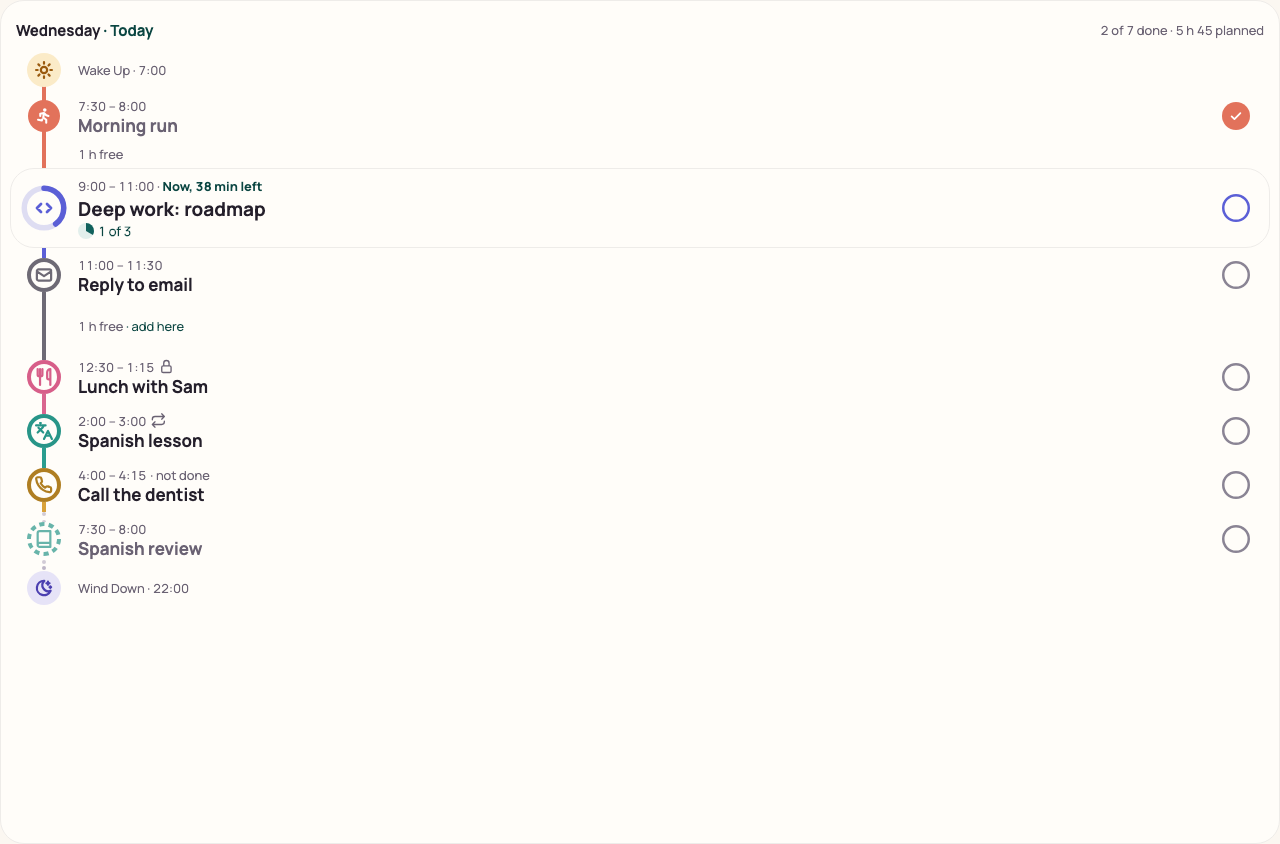 Wednesday · Today
2 of 7 done · 5 h 45 planned
Wake Up · 7:00
7:30 – 8:00
Morning run
1 h free
9:00 – 11:00 · Now, 38 min left
Deep work: roadmap
1 of 3
11:00 – 11:30
Reply to email
1 h free · add here
12:30 – 1:15
Lunch with Sam
2:00 – 3:00
Spanish lesson
4:00 – 4:15 · not done
Call the dentist
7:30 – 8:00
Spanish review
Wind Down · 22:00